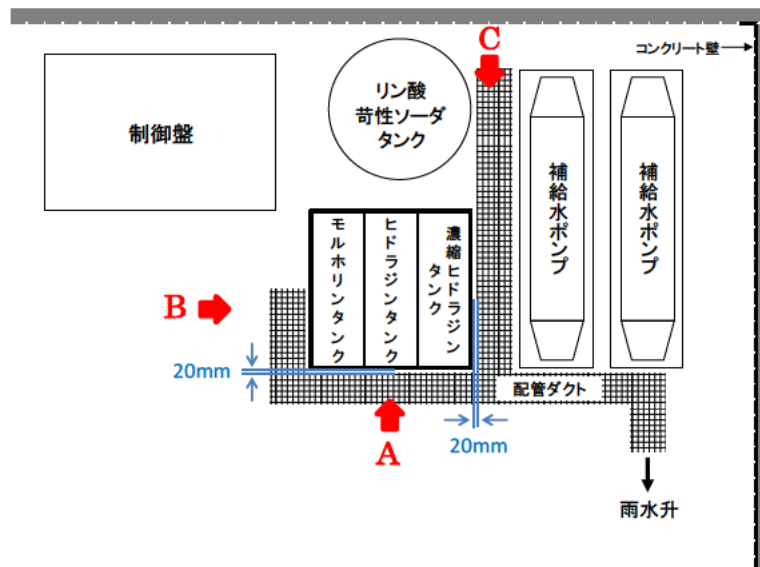 C
コンクリート壁
制御盤
リン酸
苛性ソーダ
タンク
補給水ポンプ
補給水ポンプ
モルホリンタンク
ヒドラジンタンク
濃縮ヒドラジン
タンク
B
20mm
配管ダクト
A
20mm
雨水升